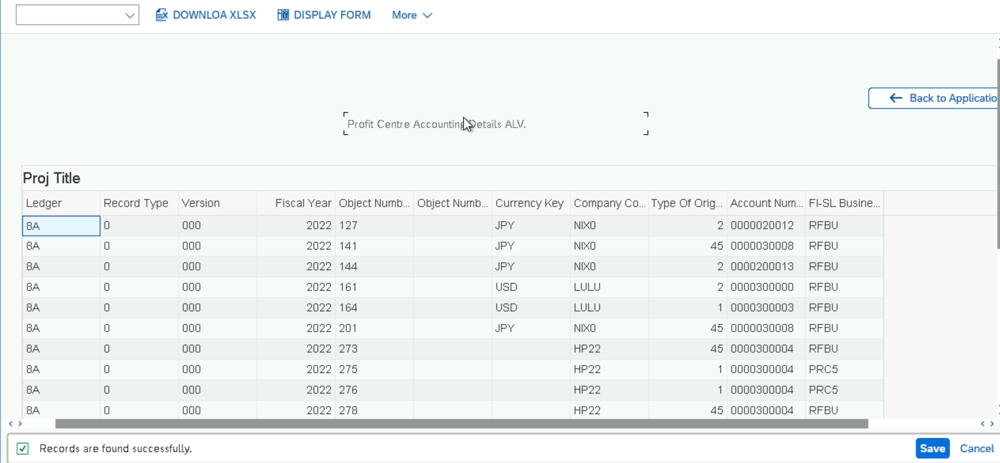 DOWNLOA XLSX DISPLAY FORM More
Back to Applicatio
Profit Centre Accounting Details ALV.
Proj Title
Ledger Record Type Version Fiscal Year Object Numb... Object Numb... Currency Key Company Co... Type Of Orig... Account Num... FI-SL Busine...
8A 0 000 2022 127 JPY NIX0 2 0000020012 RFBU
8A 0 000 2022 141 JPY NIX0 45 0000030008 RFBU
8A 0 000 2022 144 JPY NIX0 2 0000200013 RFBU
8A 0 000 2022 161 USD LULU 2 0000300000 RFBU
8A 0 000 2022 164 USD LULU 1 0000300003 RFBU
8A 0 000 2022 201 JPY NIX0 45 0000030008 RFBU
8A 0 000 2022 273 HP22 45 0000300004 RFBU
8A 0 000 2022 275 HP22 1 0000300004 PRC5
8A 0 000 2022 276 HP22 1 0000300004 PRC5
8A 0 000 2022 278 HP22 45 0000300004 RFBU
Records are found successfully. Save Cancel